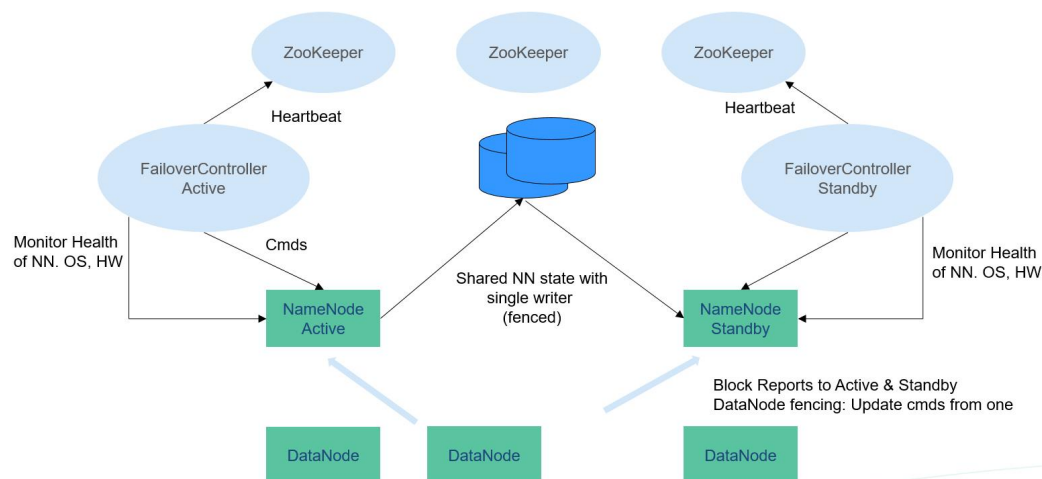 ZooKeeper
ZooKeeper
ZooKeeper
Heartbeat
Heartbeat
FailoverController
Active
FailoverController
Standby
Monitor Health
of NN. OS, HW
Cmds
Monitor Health
of NN. OS, HW
Shared NN state with
single writer
(fenced)
NameNode
Active
NameNode
Standby
Block Reports to Active & Standby
DataNode fencing: Update cmds from one
DataNode
DataNode
DataNode